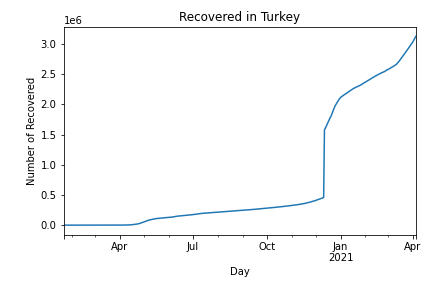 Recovered in Turkey
1e6
3.0
2.5
2.0
1.5
1.0
0.5
0.0
Number of Recovered
Apr
Jul
Oct
Jan
2021
Apr
Day